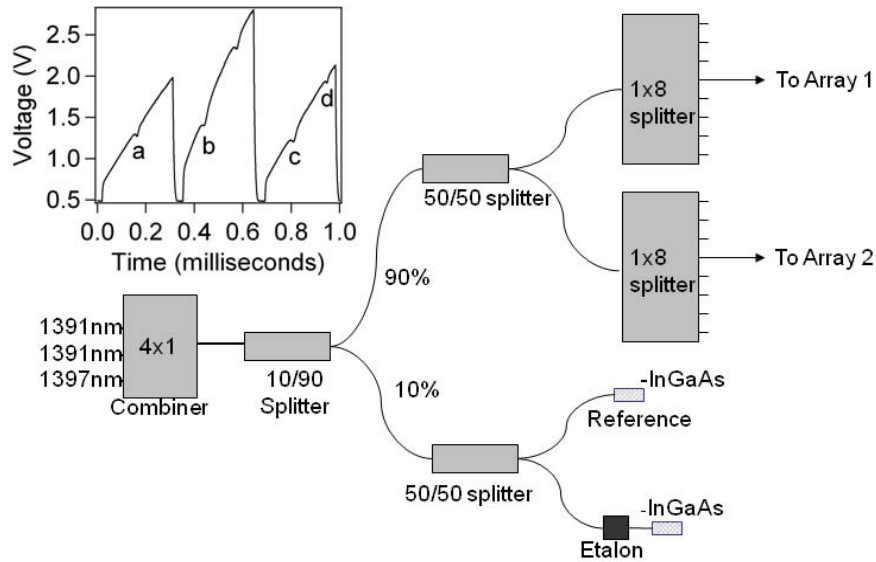 2.5
2.0
1.5
1.0
0.5
Voltage (V)
a
b
c
d
0.0 0.2 0.4 0.6 0.8 1.0
Time (milliseconds)
1x8
splitter
To Array 1
50/50 splitter
1x8
splitter
To Array 2
90%
1391nm
1391nm
1397nm
4x1
Combiner
10/90
Splitter
10%
-InGaAs
Reference
50/50 splitter
-InGaAs
Etalon